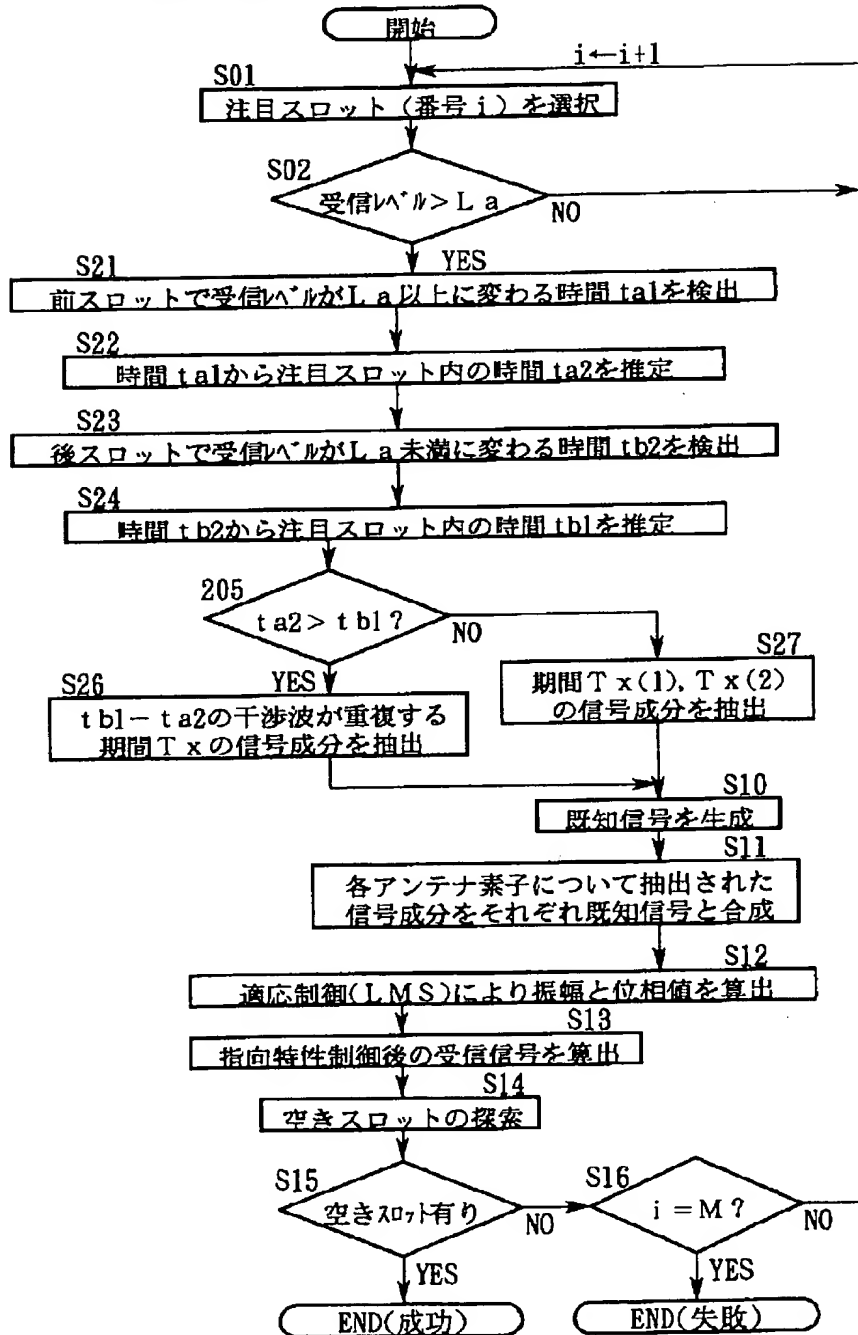 開始
i←i+1
S01
注目スロット(番号i)を選択
S02
受信レベル>La
NO
YES
S21
前スロットで受信レベルがLa以上に変わる時間ta1を検出
S22
時間ta1から注目スロット内の時間ta2を推定
S23
後スロットで受信レベルがLa未満に変わる時間tb2を検出
S24
時間tb2から注目スロット内の時間tb1を推定
205
ta2>tb1?
NO
YES
S26
tb1-ta2の干渉波が重複する
期間Txの信号成分を抽出
S27
期間Tx(1),Tx(2)
の信号成分を抽出
S10
既知信号を生成
S11
各アンテナ素子について抽出された
信号成分をそれぞれ既知信号と合成
S12
適応制御(LMS)により振幅と位相値を算出
S13
指向特性制御後の受信信号を算出
S14
空きスロットの探索
S15
空きスロット有り
NO
YES
S16
i=M?
NO
YES
END(成功)
END(失敗)